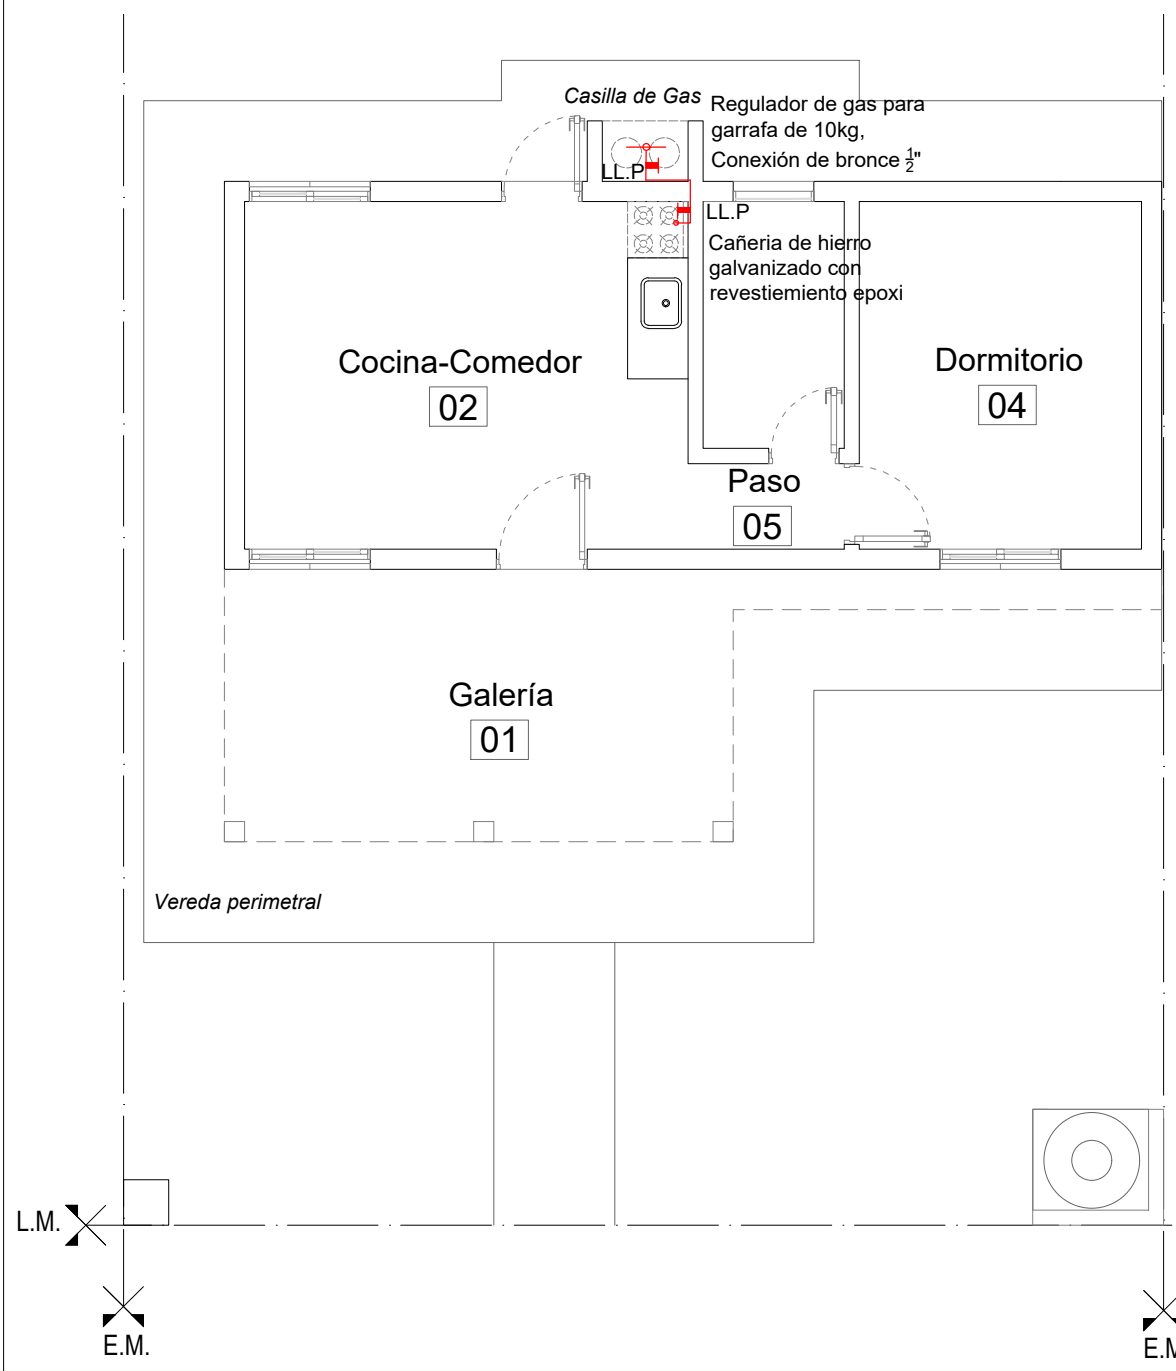 Casilla de Gas
Regulador de gas para
garrafa de 10kg,
Conexión de bronce ½"
LL.P
LL.P
Cañeria de hierro
galvanizado con
revestiemiento epoxi
Cocina-Comedor
02
Dormitorio
04
Paso
05
Galería
01
Vereda perimetral
L.M.
E.M.
E.M